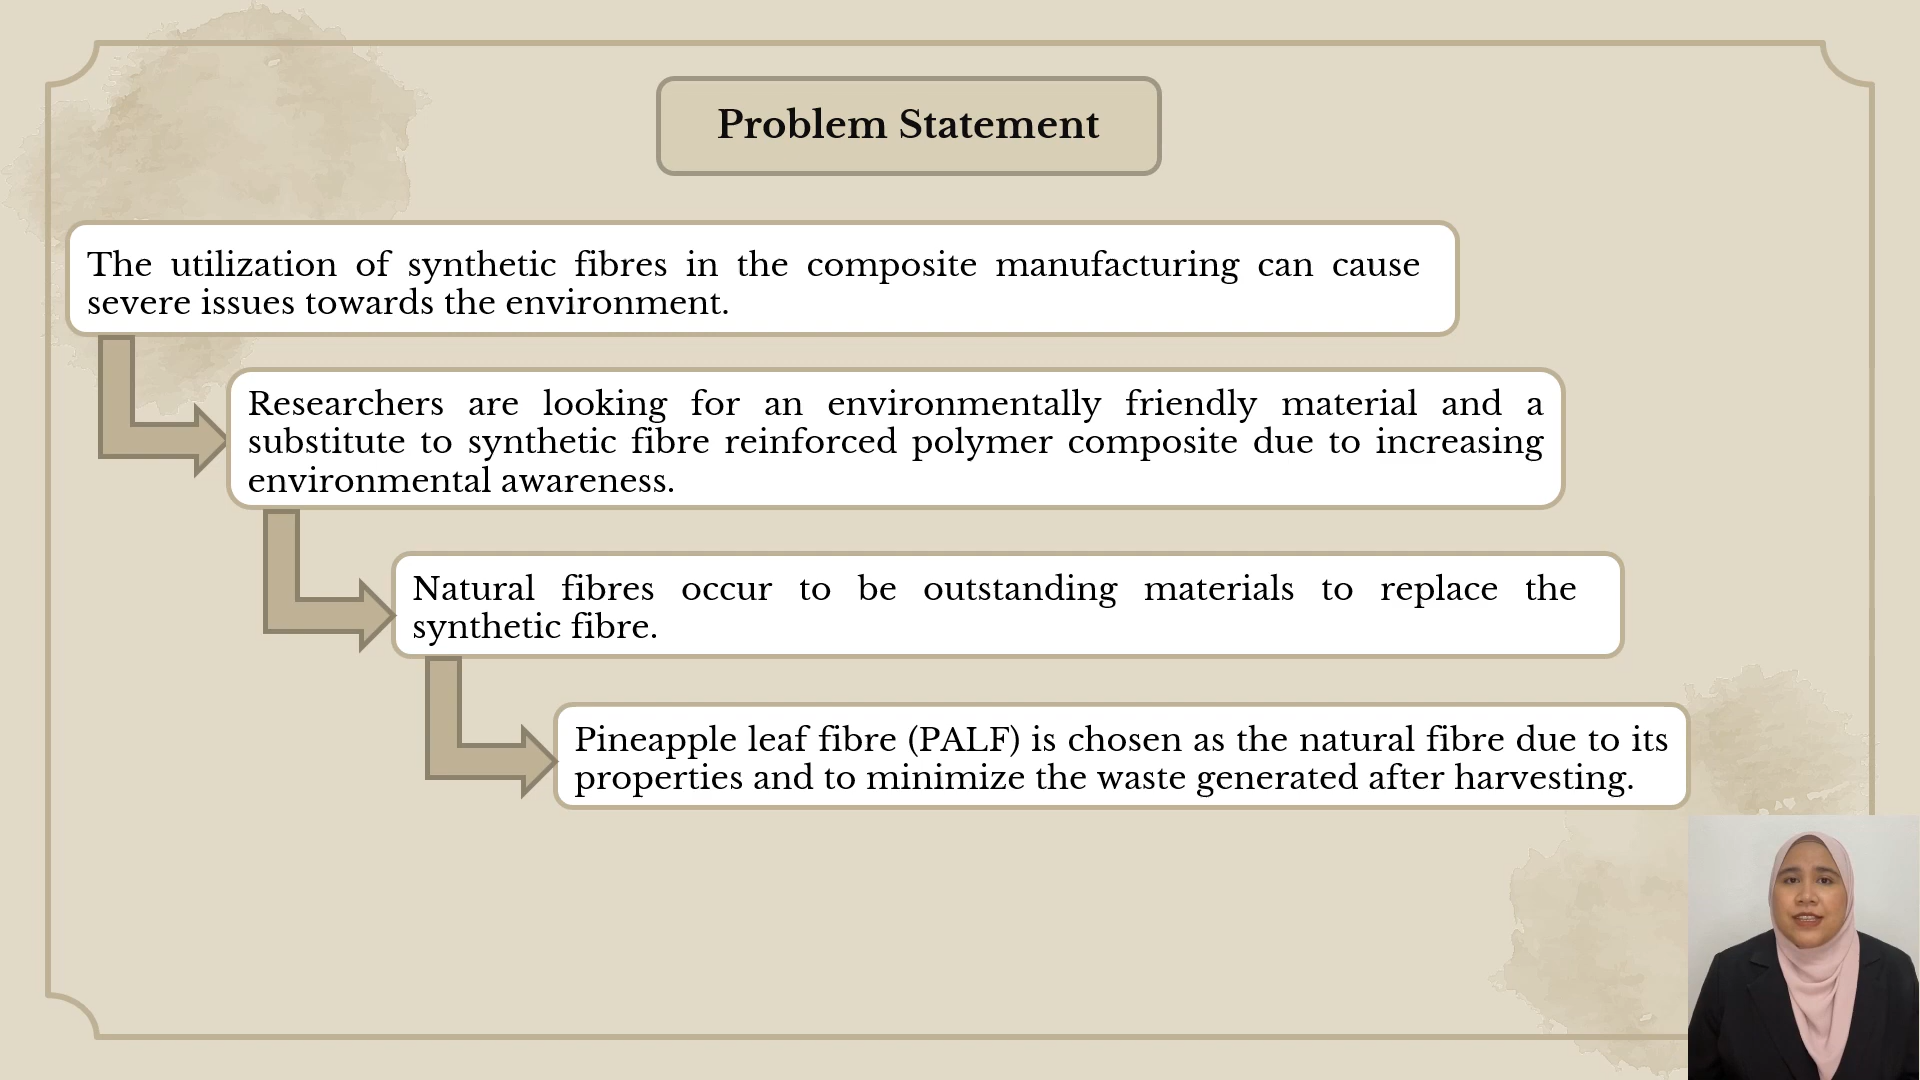 Problem Statement
The utilization of synthetic fibres in the composite manufacturing can cause
severe issues towards the environment.
Researchers are looking for an environmentally friendly material and a
substitute to synthetic fibre reinforced polymer composite due to increasing
environmental awareness.
Natural fibres occur to be outstanding materials to replace the
synthetic fibre.
Pineapple leaf fibre (PALF) is chosen as the natural fibre due to its
properties and to minimize the waste generated after harvesting.